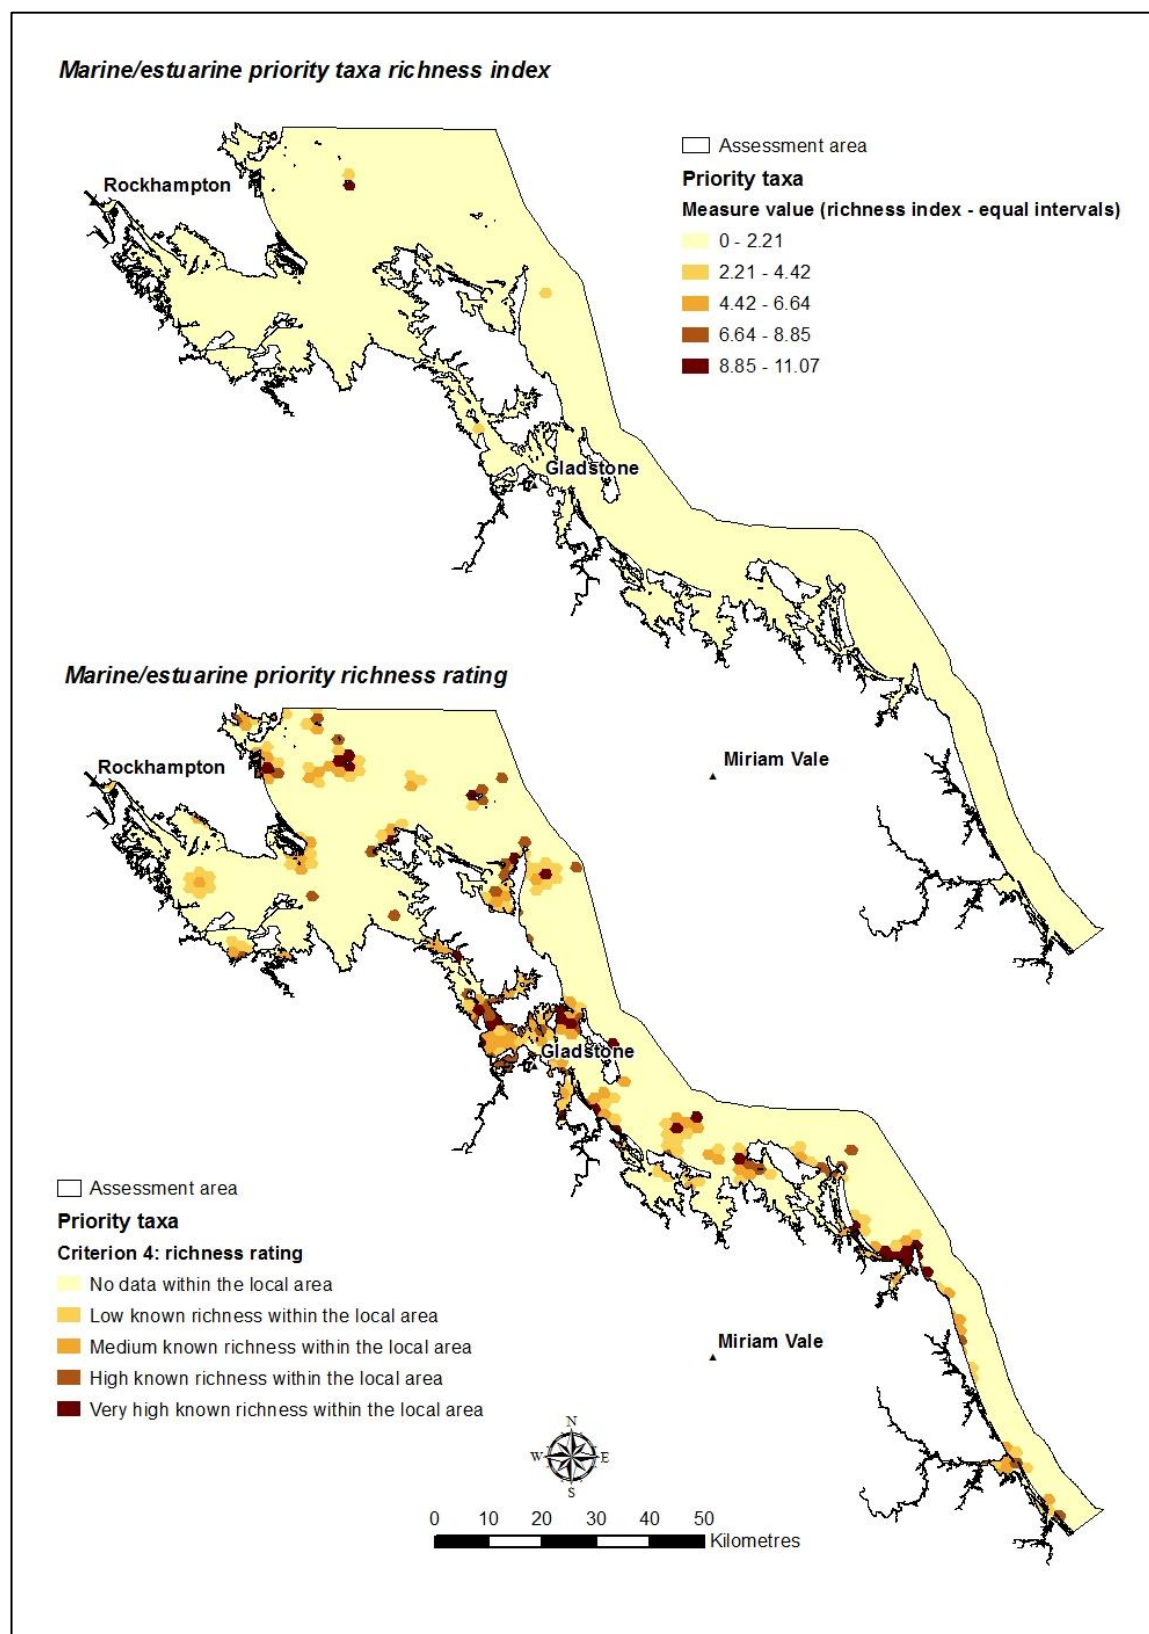 Marine/estuarine priority taxa richness index
Assessment area
Rockhampton
Priority taxa
Measure value (richness index - equal intervals)
0 - 2.21
2.21 - 4.42
4.42 - 6.64
6.64 - 8.85
8.85 - 11.07
Gladstone
Marine/estuarine priority richness rating
Miriam Vale
Rockhampton
Gladstone
Assessment area
Priority taxa
Criterion 4: richness rating
No data within the local area
Low known richness within the local area
Medium known richness within the local area
High known richness within the local area
Very high known richness within the local area
Miriam Vale
N
W E
S
0 10 20 30 40 50
Kilometres